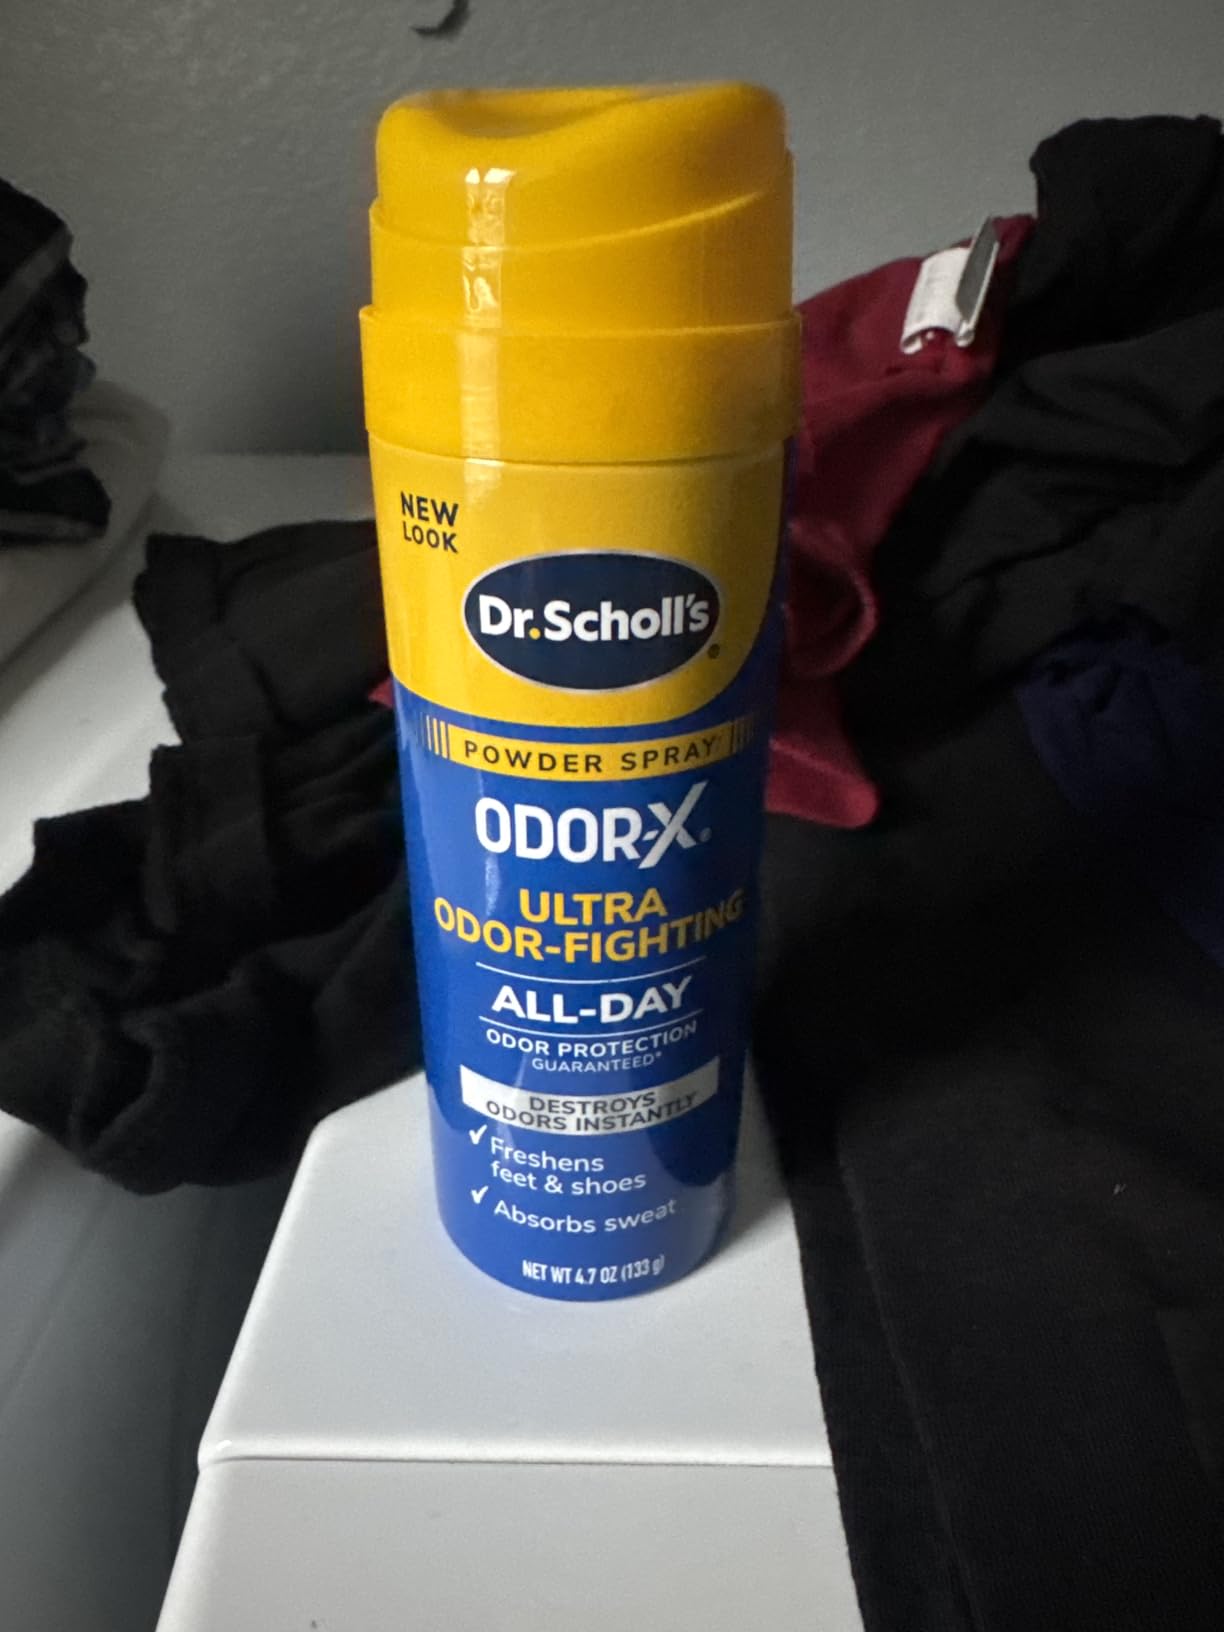 NEW
LOOK
Dr.Scholl's®
POWDER SPRAY
ODOR-X®
ULTRA
ODOR-FIGHTING
ALL-DAY
ODOR PROTECTION
GUARANTEED*
DESTROYS
ODORS INSTANTLY
✓ Freshens
feet & shoes
✓ Absorbs sweat
NET WT 4.7 OZ (133 g)